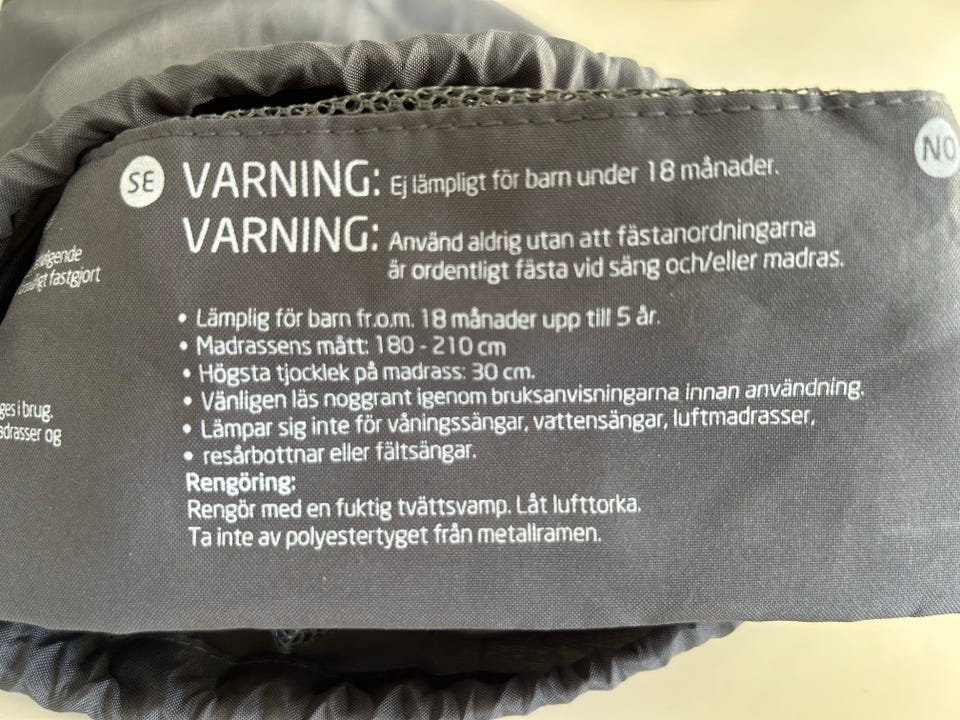 SE
VARNING: Ej lämpligt för barn under 18 månader.
VARNING: Använd aldrig utan att fästanordningarna
är ordentligt fästa vid säng och/eller madras.
• Lämplig för barn fr.o.m. 18 månader upp till 5 år.
• Madrassens mått: 180 - 210 cm
• Högsta tjocklek på madrass: 30 cm.
• Vänligen läs noggrant igenom bruksanvisningarna innan användning.
• Lämpar sig inte för våningssängar, vattensängar, luftmadrasser,
• resårbottnar eller fältsängar.
Rengöring:
Rengör med en fuktig tvättsvamp. Låt lufttorka.
Ta inte av polyestertyget från metallramen.
NO
fastgjort
i brug.
og